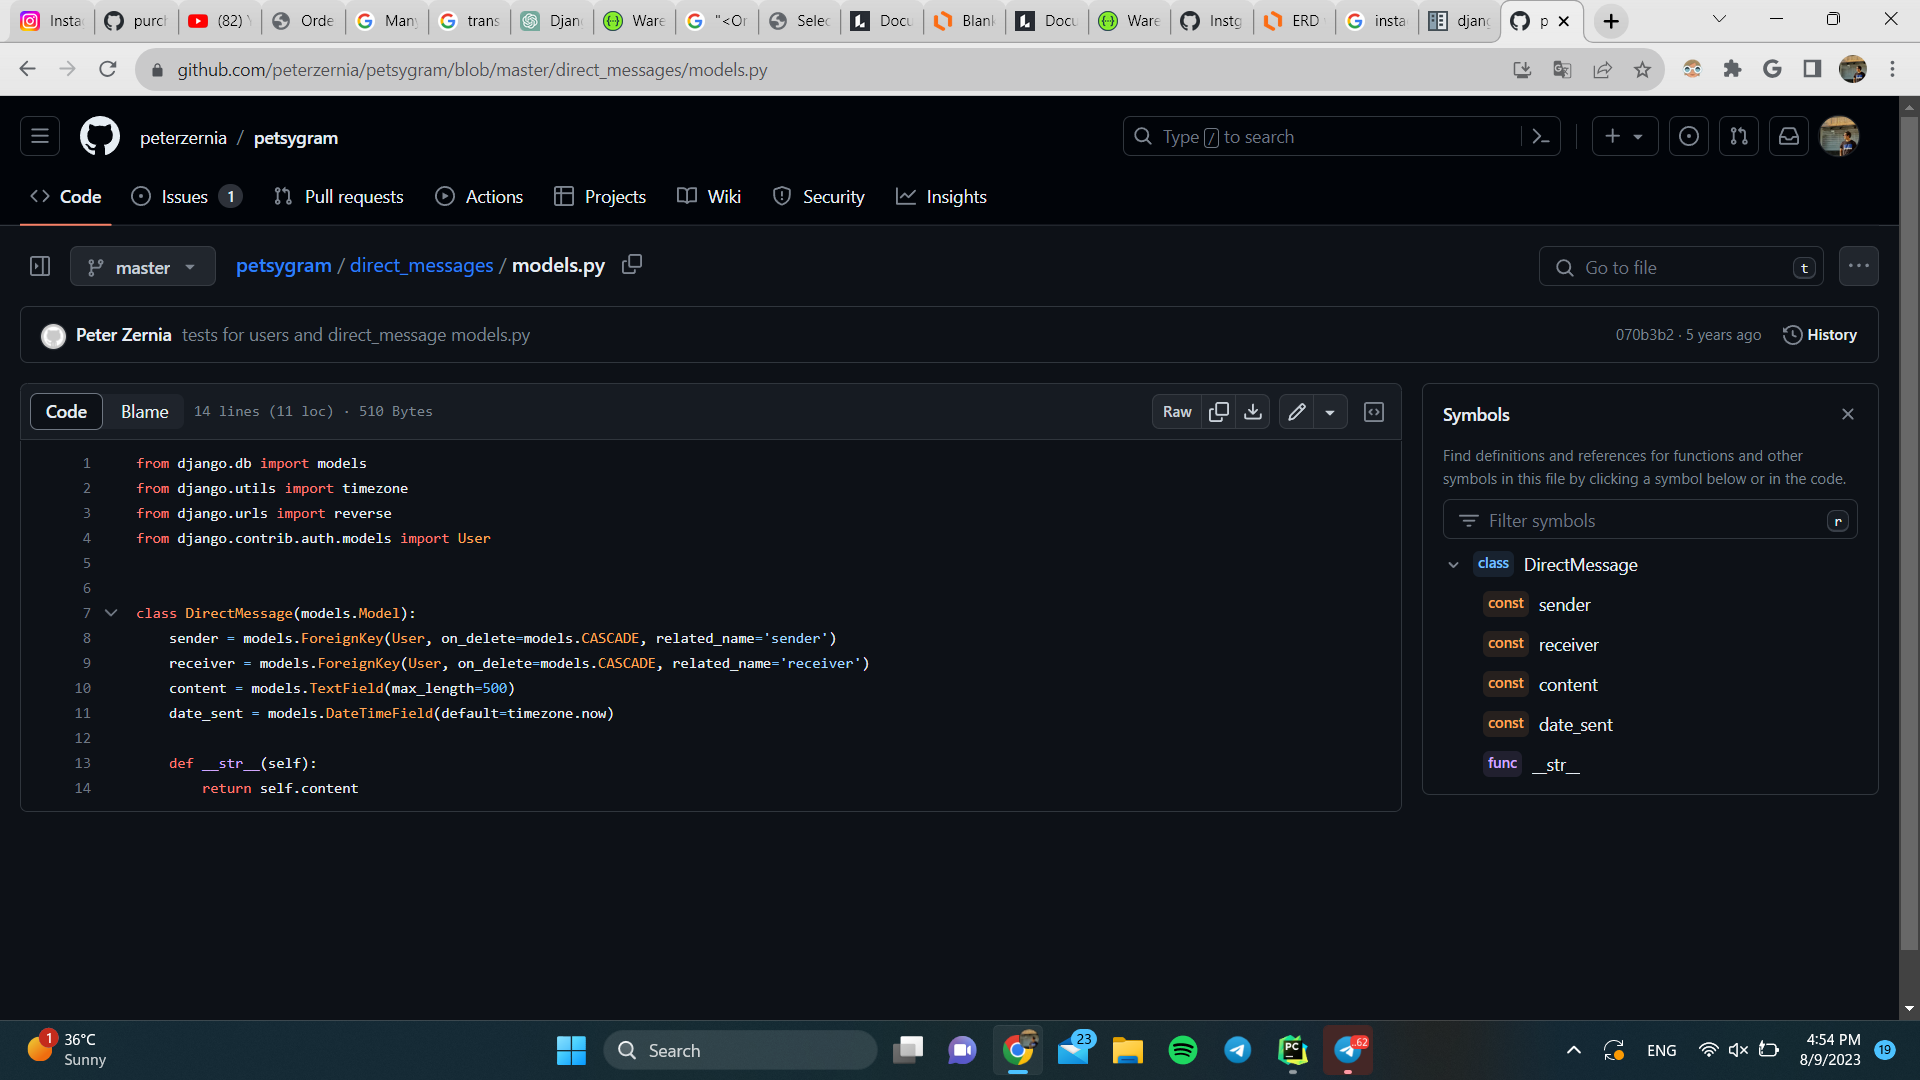 Insta
purch
(82) Y
Orde
Many
trans
Djang
Ware
"<Or
Selec
Docu
Blank
Docu
Ware
Instg
ERD
insta
djang
p
github.com/peterzernia/petsygram/blob/master/direct_messages/models.py
peterzernia / petsygram
Type / to search
Code
Issues 1
Pull requests
Actions
Projects
Wiki
Security
Insights
master
petsygram / direct_messages / models.py
Go to file t
Peter Zernia tests for users and direct_message models.py
070b3b2 · 5 years ago
History
Code Blame 14 lines (11 loc) · 510 Bytes
Raw
1 from django.db import models
2 from django.utils import timezone
3 from django.urls import reverse
4 from django.contrib.auth.models import User
5
6
7 class DirectMessage(models.Model):
8 sender = models.ForeignKey(User, on_delete=models.CASCADE, related_name='sender')
9 receiver = models.ForeignKey(User, on_delete=models.CASCADE, related_name='receiver')
10 content = models.TextField(max_length=500)
11 date_sent = models.DateTimeField(default=timezone.now)
12
13 def __str__(self):
14 return self.content
Symbols
Find definitions and references for functions and other
symbols in this file by clicking a symbol below or in the code.
Filter symbols r
class DirectMessage
const sender
const receiver
const content
const date_sent
func __str__
1
36°C
Sunny
Search
23
PC
62
ENG
4:54 PM
8/9/2023
19